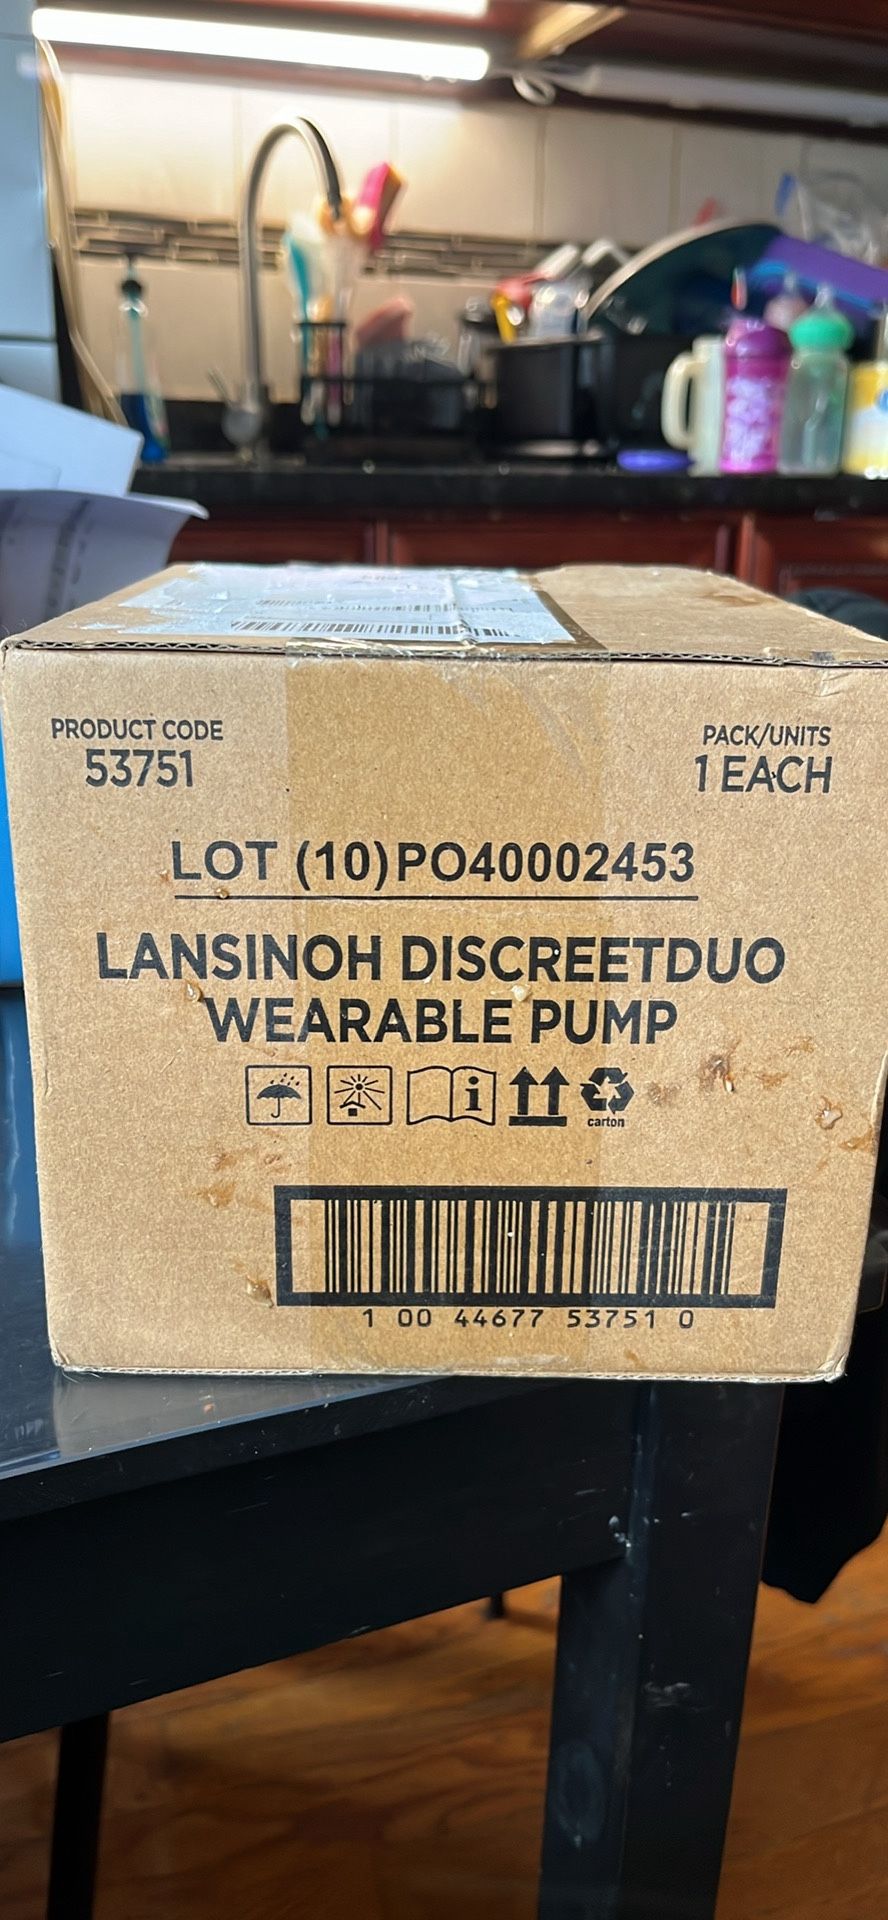 PRODUCT CODE
53751
PACK/UNITS
1 EACH
LOT (10)PO40002453
LANSINOH DISCREETDUO
WEARABLE PUMP
i
carton
1 00 44677 53751 0